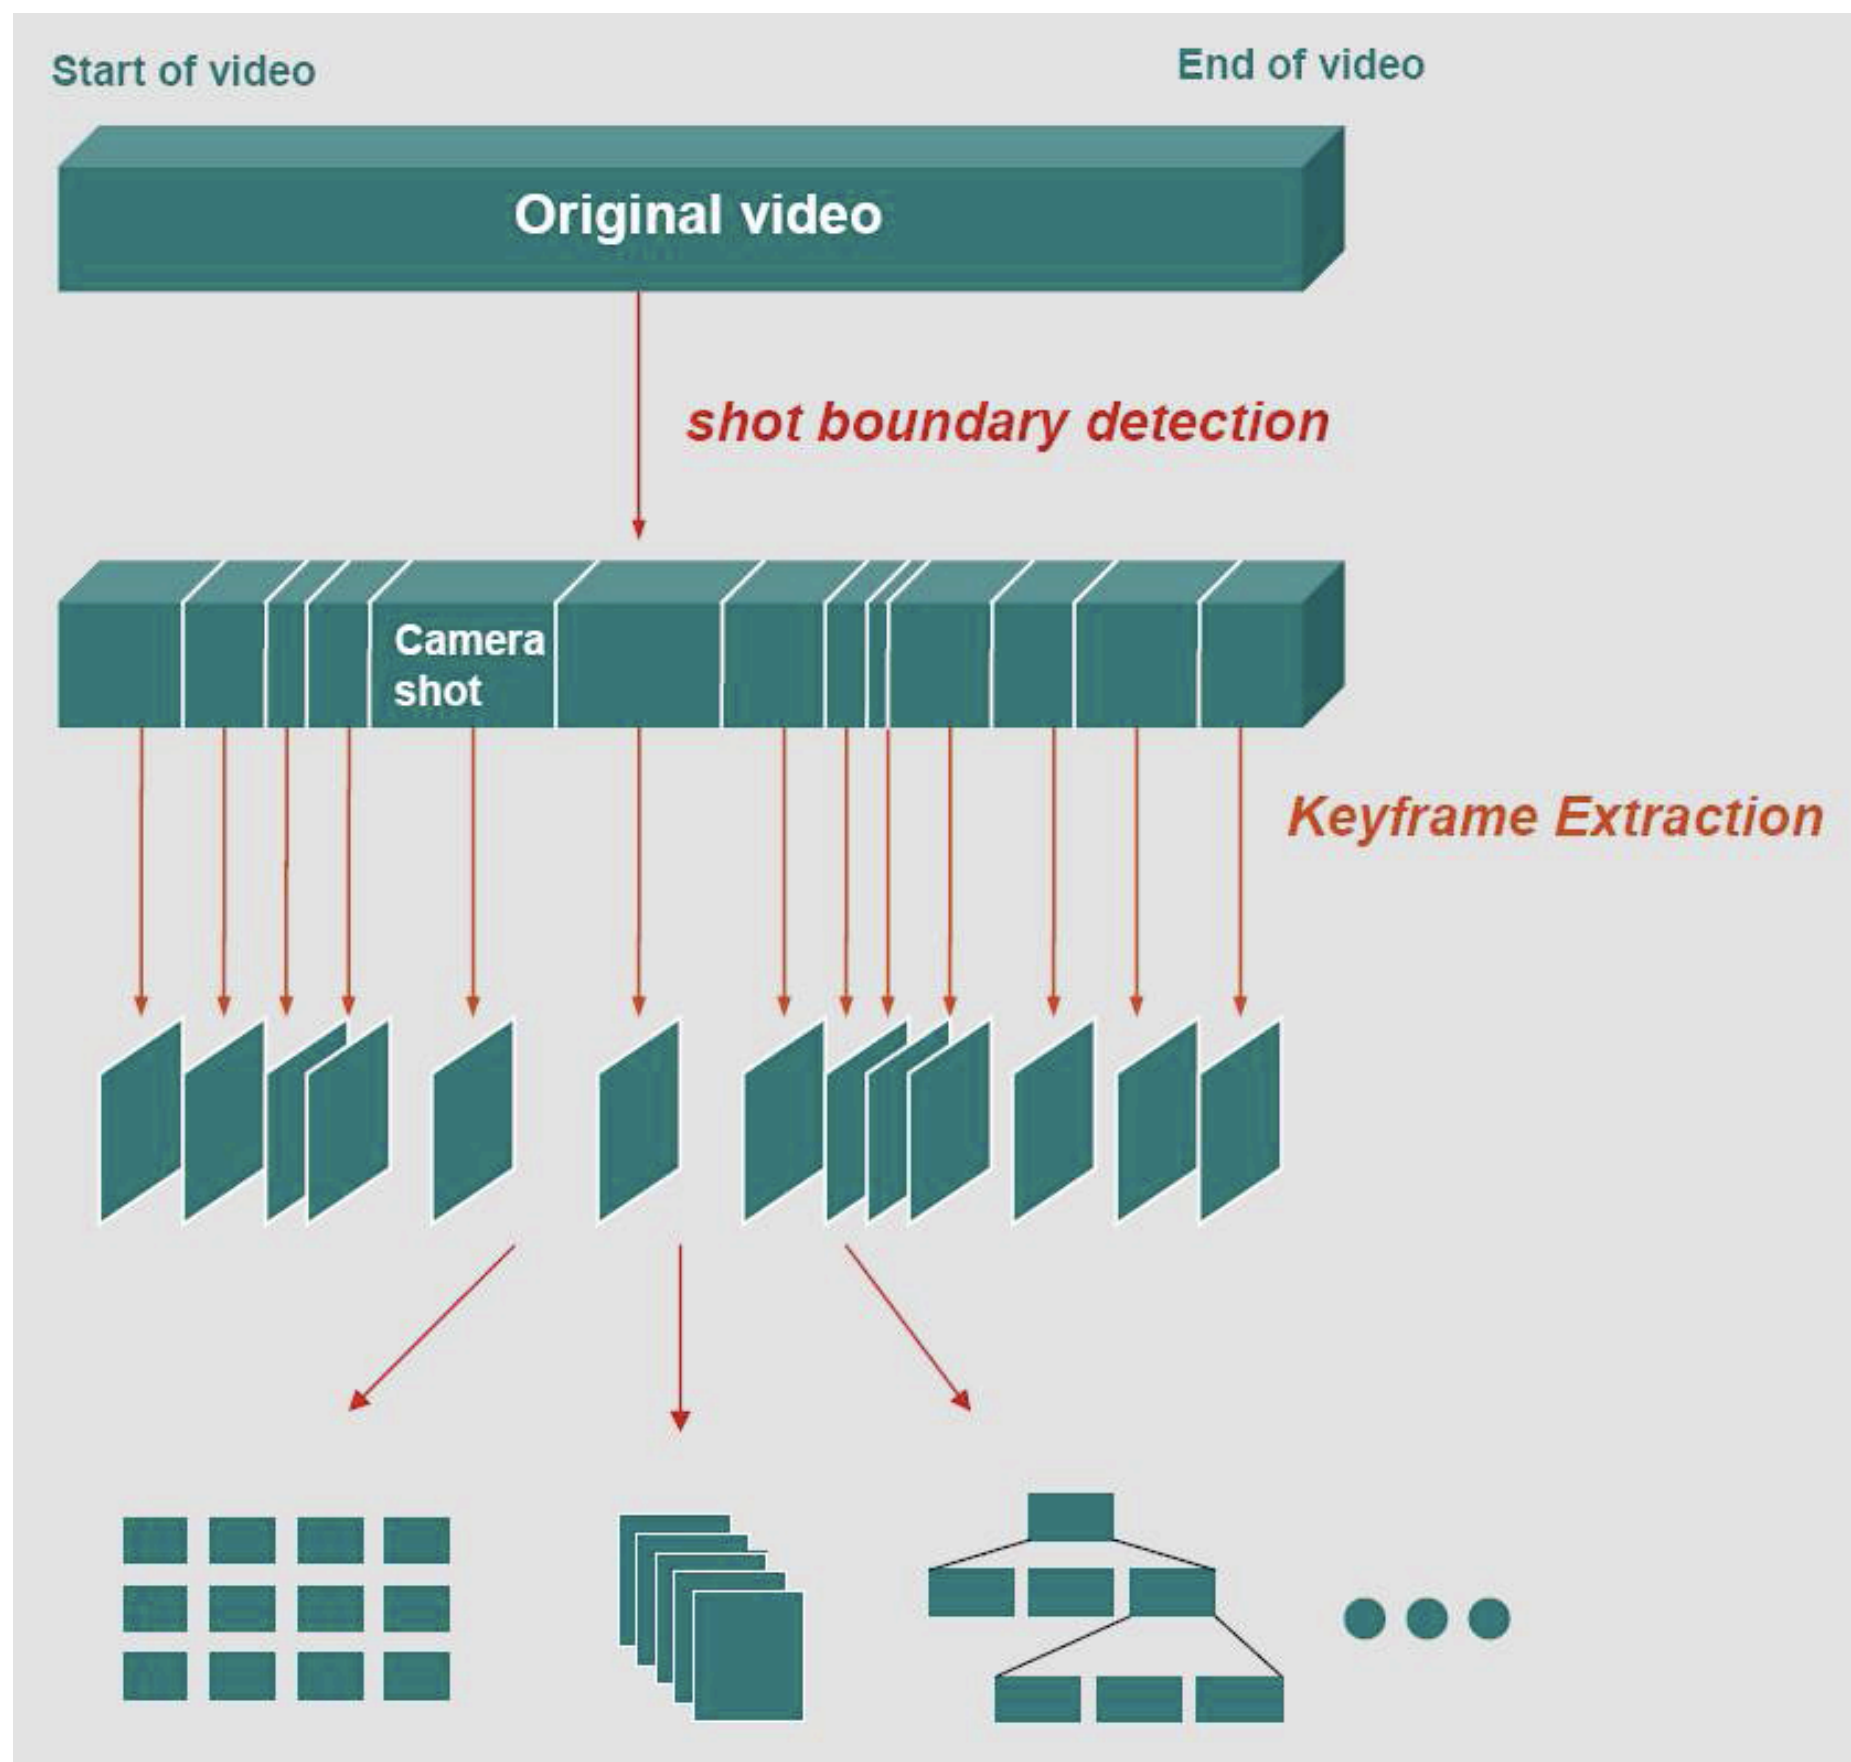 Start of video
End of video
Original video
shot boundary detection
Camera
shot
Keyframe Extraction